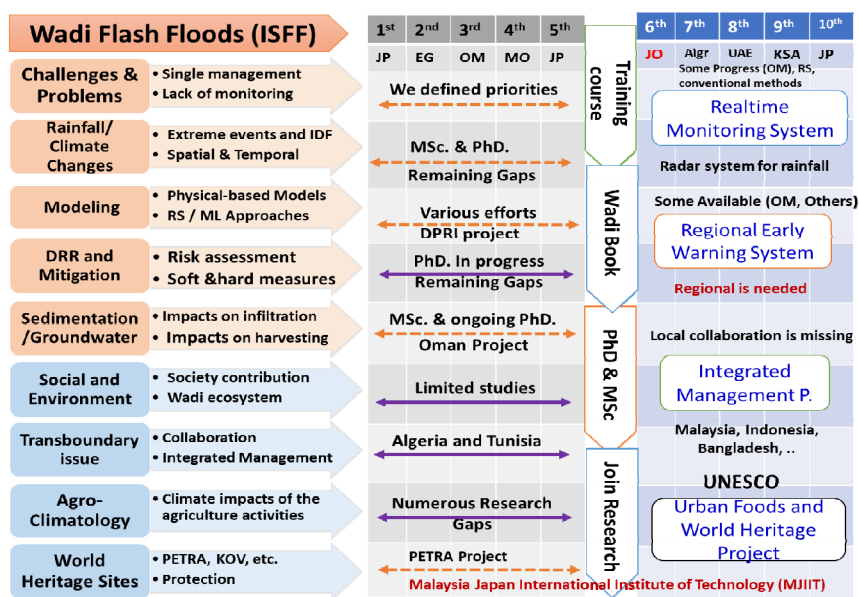 Wadi Flash Floods (ISFF)
1st 2nd 3rd 4th 5th
JP EG OM MO JP
6th 7th 8th 9th 10th
JO Algr UAE KSA JP
Challenges &
Problems
• Single management
• Lack of monitoring
We defined priorities
Some Progress (OM), RS,
conventional methods
Realtime
Monitoring System
Rainfall/
Climate
Changes
• Extreme events and IDF
• Spatial & Temporal
MSc. & PhD.
Remaining Gaps
Radar system for rainfall
Modeling
• Physical-based Models
• RS / ML Approaches
Various efforts
DPRI project
Some Available (OM, Others)
Regional Early
Warning System
DRR and
Mitigation
• Risk assessment
• Soft &hard measures
PhD. In progress
Remaining Gaps
Regional is needed
Sedimentation
/Groundwater
• Impacts on infiltration
• Impacts on harvesting
MSc. & ongoing PhD.
Oman Project
Local collaboration is missing
Social and
Environment
• Society contribution
• Wadi ecosystem
Limited studies
Integrated
Management P.
Transboundary
issue
• Collaboration
• Integrated Management
Algeria and Tunisia
Malaysia, Indonesia,
Bangladesh, ..
Agro-
Climatology
• Climate impacts of the
agriculture activities
Numerous Research
Gaps
UNESCO
Urban Foods and
World Heritage
Project
World
Heritage Sites
• PETRA, KOV, etc.
• Protection
PETRA Project
Malaysia Japan International Institute of Technology (MJIIT)
Training
course
Wadi Book
PhD & MSc
Join Research